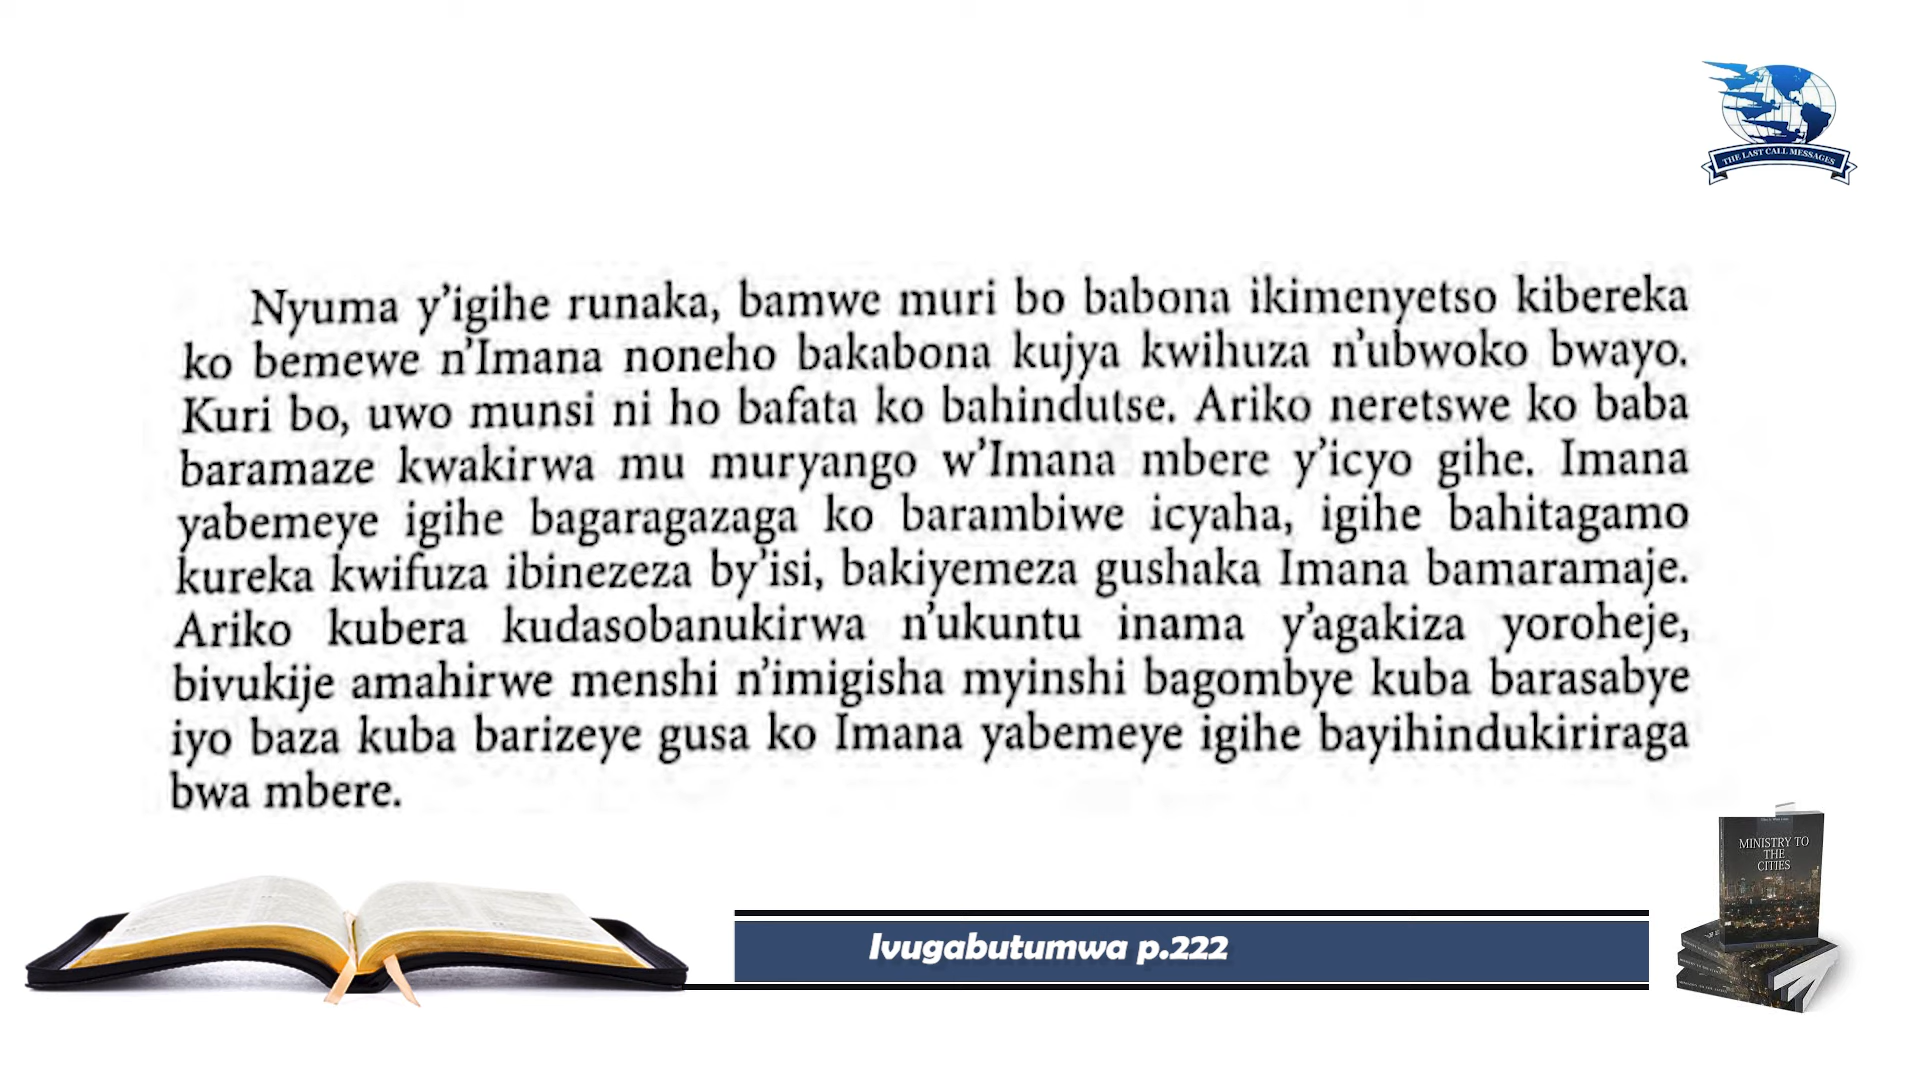 THE LAST CALL MESSAGES
Nyuma y’igihe runaka, bamwe muri bo babona ikimenyetso kibereka
ko bemewe n’Imana noneho bakabona kujya kwihuza n’ubwoko bwayo.
Kuri bo, uwo munsi ni ho bafata ko bahindutse. Ariko neretswe ko baba
baramaze kwakirwa mu muryango w’Imana mbere y’icyo gihe. Imana
yabemeye igihe bagaragazaga ko barambiwe icyaha, igihe bahitagamo
kureka kwifuza ibinezeza by’isi, bakiyemeza gushaka Imana bamaramaje.
Ariko kubera kudasobanukirwa n’ukuntu inama y’agakiza yoroheje,
bivukije amahirwe menshi n’imigisha myinshi bagombye kuba barasabye
iyo baza kuba barizeye gusa ko Imana yabemeye igihe bayihindukiriraga
bwa mbere.
MINISTRY TO
THE
CITIES
Ivugabutumwa p.222